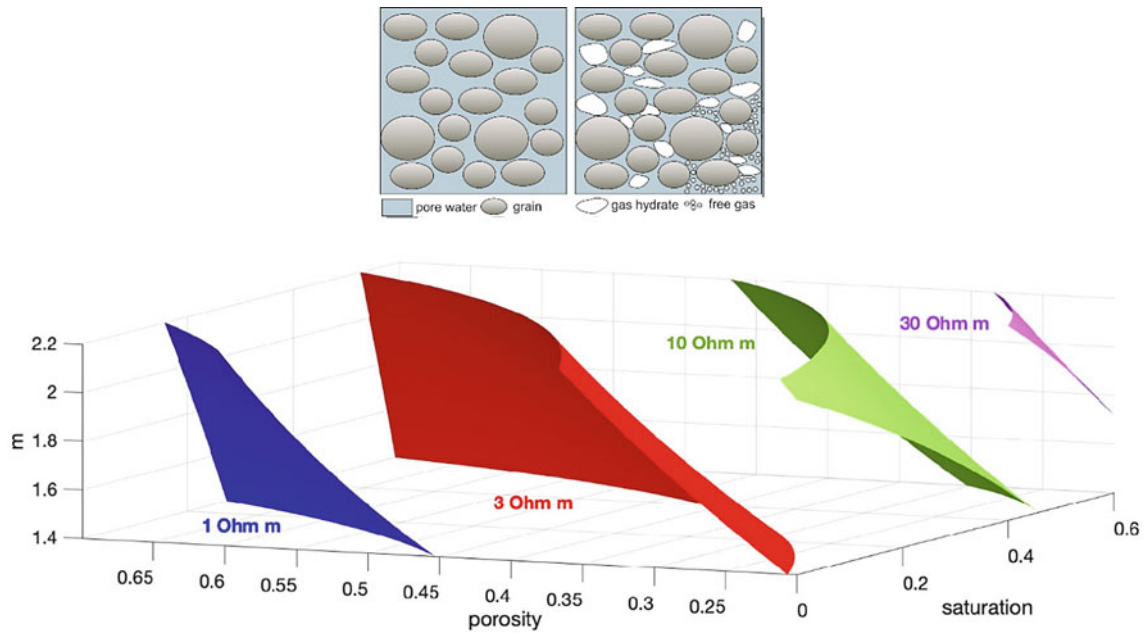 pore water grain gas hydrate free gas
1 Ohm m
3 Ohm m
10 Ohm m
30 Ohm m
m
2.2
2
1.8
1.6
1.4
0.65
0.6
0.55
0.5
0.45
0.4
0.35
0.3
0.25
porosity
0
0.2
0.4
0.6
saturation